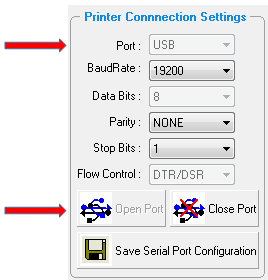 Printer Connnection Settings
Port : USB
BaudRate : 19200
Data Bits : 8
Parity : NONE
Stop Bits : 1
Flow Control : DTR/DSR
Open Port Close Port
Save Serial Port Configuration